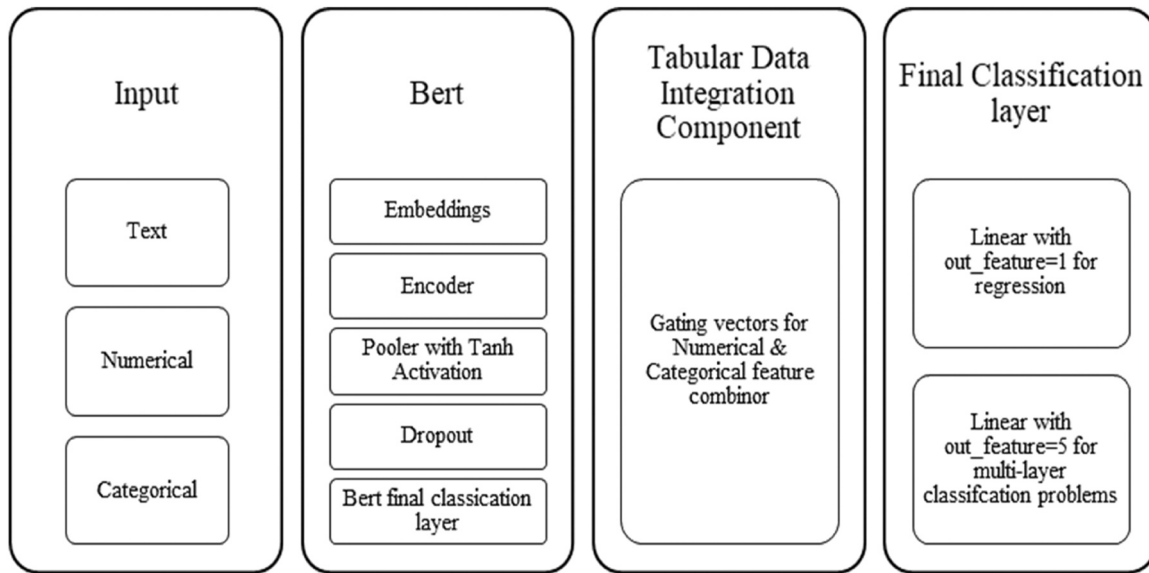 Input
Text
Numerical
Categorical
Bert
Embeddings
Encoder
Pooler with Tanh
Activation
Dropout
Bert final classication
layer
Tabular Data
Integration
Component
Gating vectors for
Numerical &
Categorical feature
combinor
Final Classification
layer
Linear with
out_feature=1 for
regression
Linear with
out_feature=5 for
multi-layer
classifcation problems